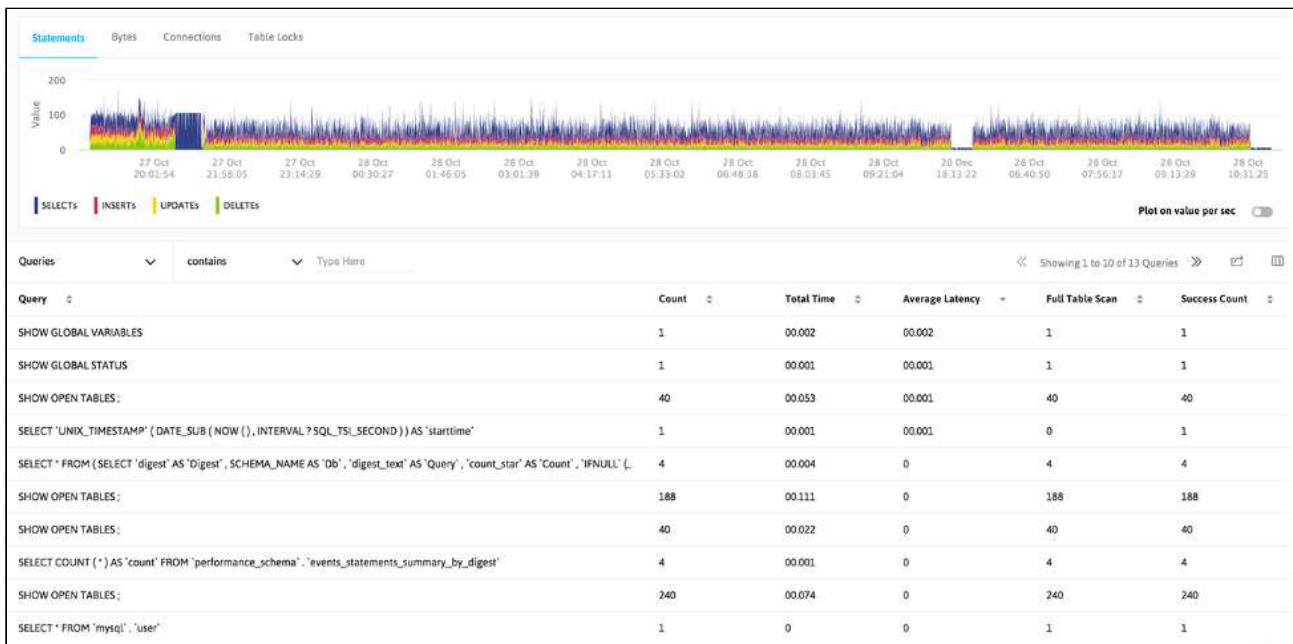 Statements Bytes Connections Table Locks
200
100
0
Value
27 Oct 27 Oct 27 Oct 28 Oct 28 Oct 28 Oct 28 Oct 28 Oct 28 Oct 28 Oct 28 Oct 20 Dec 28 Oct 28 Oct 28 Oct 28 Oct
20:01:54 21:58:05 23:14:29 00:30:27 01:46:05 03:01:39 04:17:11 05:33:02 06:48:38 08:03:45 09:21:04 18:33:22 06:40:50 07:56:17 09:13:29 10:31:25
SELECTs INSERTs UPDATEs DELETEs
Plot on value per sec
Queries contains Type Here Showing 1 to 10 of 13 Queries
Query Count Total Time Average Latency Full Table Scan Success Count
SHOW GLOBAL VARIABLES 1 00.002 00.002 1 1
SHOW GLOBAL STATUS 1 00.001 00.001 1 1
SHOW OPEN TABLES ; 40 00.053 00.001 40 40
SELECT `UNIX_TIMESTAMP` ( DATE_SUB ( NOW ( ) , INTERVAL ? SQL_TSI_SECOND ) ) AS `starttime` 1 00.001 00.001 0 1
SELECT * FROM ( SELECT `digest` AS `Digest` , SCHEMA_NAME AS `Db` , `digest_text` AS `Query` , `count_star` AS `Count` , `IFNULL` (... 4 00.004 0 4 4
SHOW OPEN TABLES ; 188 00.111 0 188 188
SHOW OPEN TABLES ; 40 00.022 0 40 40
SELECT COUNT ( * ) AS `count` FROM `performance_schema` . `events_statements_summary_by_digest` 4 00.001 0 4 4
SHOW OPEN TABLES ; 240 00.074 0 240 240
SELECT * FROM `mysql` . `user` 1 0 0 1 1